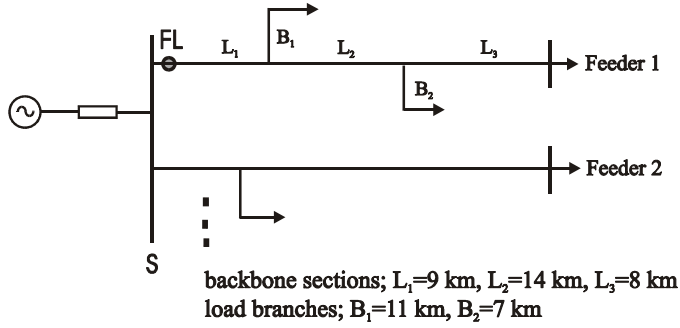 FL
L₁
B₁
L₂
L₃
Feeder 1
B₂
Feeder 2
S
backbone sections; L₁=9 km, L₂=14 km, L₃=8 km
load branches; B₁=11 km, B₂=7 km